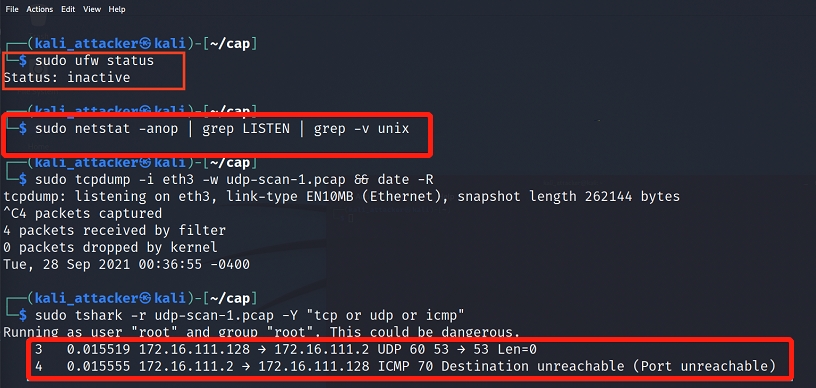 File Actions Edit View Help
┌──(kali_attacker㉿kali)-[~/cap]
└─$ sudo ufw status
Status: inactive
┌──(kali_attacker㉿kali)-[~/cap]
└─$ sudo netstat -anop | grep LISTEN | grep -v unix
┌──(kali_attacker㉿kali)-[~/cap]
└─$ sudo tcpdump -i eth3 -w udp-scan-1.pcap && date -R
tcpdump: listening on eth3, link-type EN10MB (Ethernet), snapshot length 262144 bytes
^C4 packets captured
4 packets received by filter
0 packets dropped by kernel
Tue, 28 Sep 2021 00:36:55 -0400
┌──(kali_attacker㉿kali)-[~/cap]
└─$ sudo tshark -r udp-scan-1.pcap -Y "tcp or udp or icmp"
Running as user "root" and group "root". This could be dangerous.
3 0.015519 172.16.111.128 → 172.16.111.2 UDP 60 53 → 53 Len=0
4 0.015555 172.16.111.2 → 172.16.111.128 ICMP 70 Destination unreachable (Port unreachable)